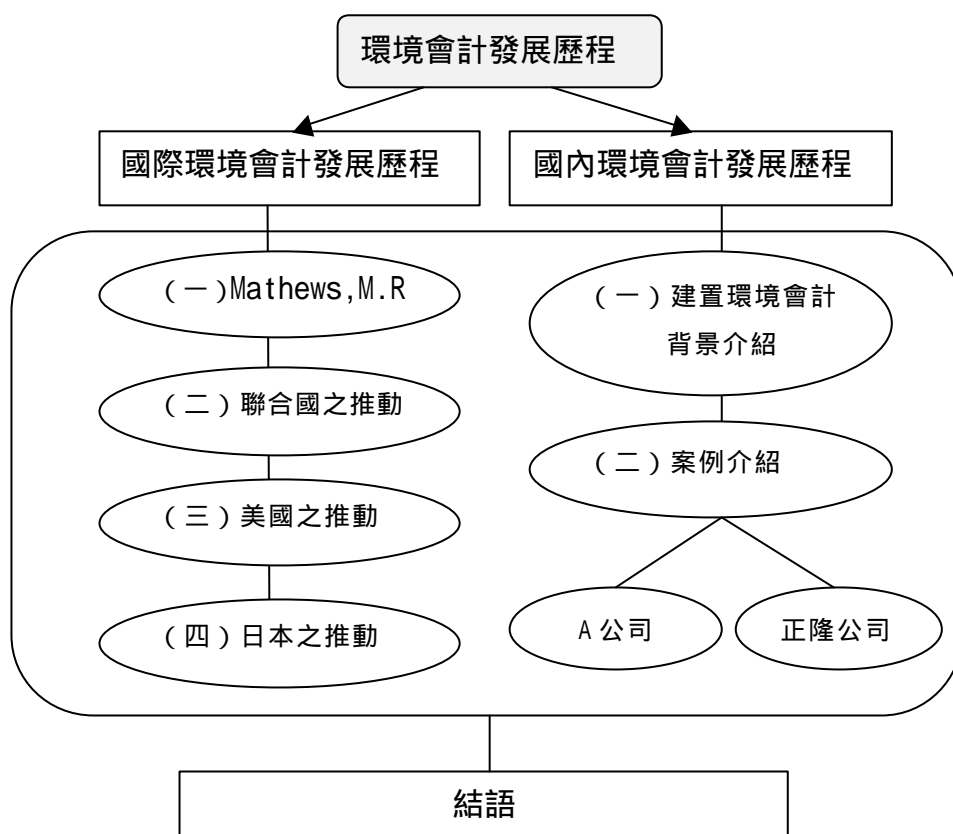 環境會計發展歷程
國際環境會計發展歷程
國內環境會計發展歷程
（一）Mathews,M.R
（二）聯合國之推動
（三）美國之推動
（四）日本之推動
（一）建置環境會計
背景介紹
（二）案例介紹
A公司
正隆公司
結語